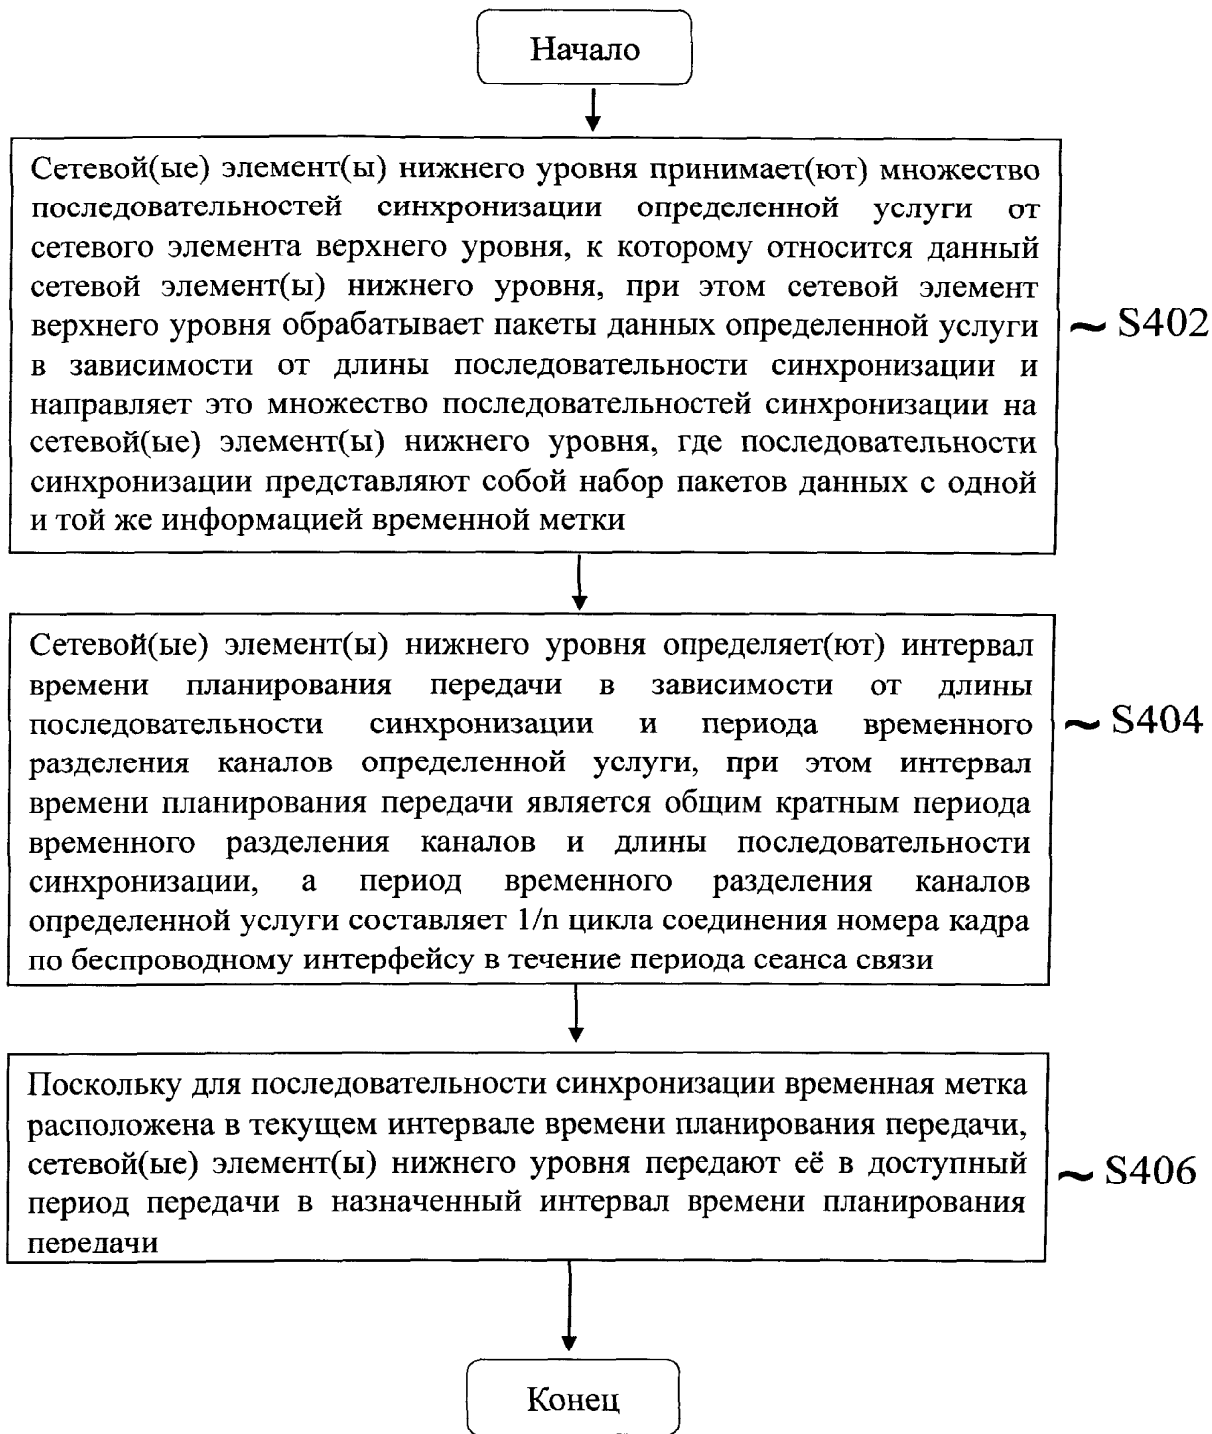 Начало
Сетевой(ые) элемент(ы) нижнего уровня принимает(ют) множество
последовательностей синхронизации определенной услуги от
сетевого элемента верхнего уровня, к которому относится данный
сетевой элемент(ы) нижнего уровня, при этом сетевой элемент
верхнего уровня обрабатывает пакеты данных определенной услуги
в зависимости от длины последовательности синхронизации и
направляет это множество последовательностей синхронизации на
сетевой(ые) элемент(ы) нижнего уровня, где последовательности
синхронизации представляют собой набор пакетов данных с одной
и той же информацией временной метки
~ S402
Сетевой(ые) элемент(ы) нижнего уровня определяет(ют) интервал
времени планирования передачи в зависимости от длины
последовательности синхронизации и периода временного
разделения каналов определенной услуги, при этом интервал
времени планирования передачи является общим кратным периода
временного разделения каналов и длины последовательности
синхронизации, а период временного разделения каналов
определенной услуги составляет 1/n цикла соединения номера кадра
по беспроводному интерфейсу в течение периода сеанса связи
~ S404
Поскольку для последовательности синхронизации временная метка
расположена в текущем интервале времени планирования передачи,
сетевой(ые) элемент(ы) нижнего уровня передают её в доступный
период передачи в назначенный интервал времени планирования
передачи
~ S406
Конец